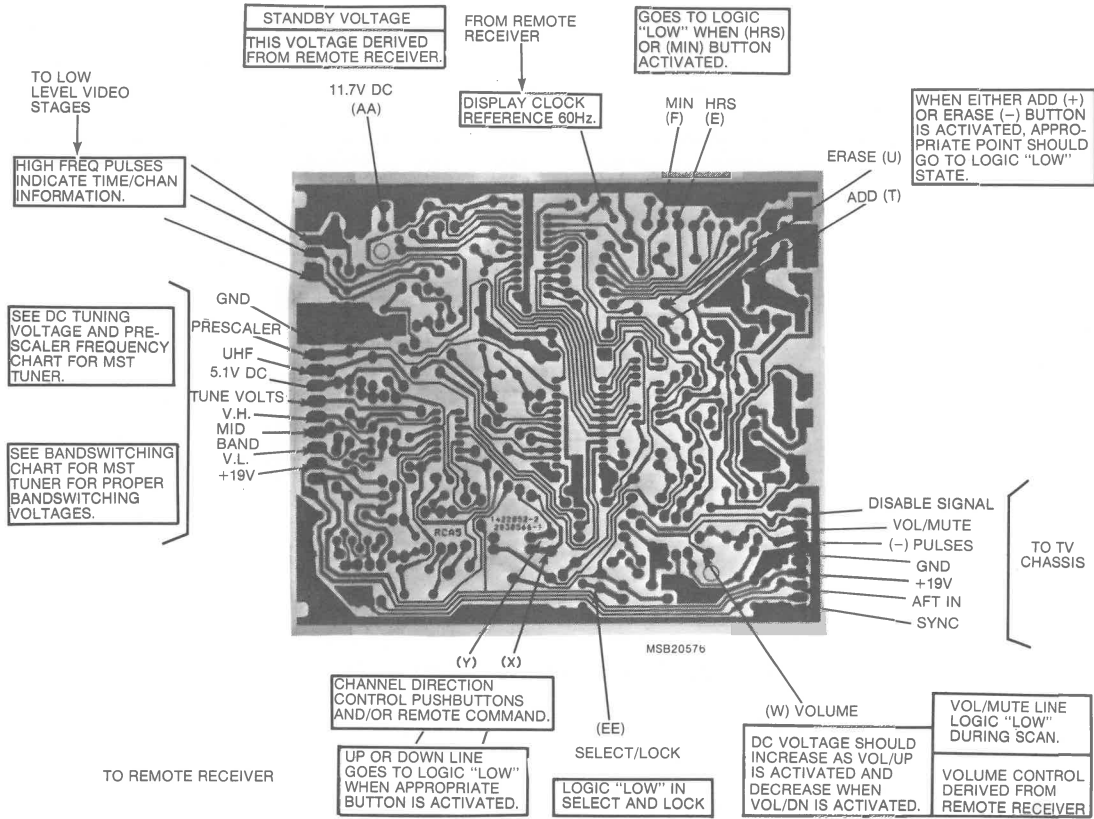 STANDBY VOLTAGE
THIS VOLTAGE DERIVED
FROM REMOTE RECEIVER.
11.7V DC
(AA)
FROM REMOTE
RECEIVER
DISPLAY CLOCK
REFERENCE 60Hz.
GOES TO LOGIC
"LOW" WHEN (HRS)
OR (MIN) BUTTON
ACTIVATED.
MIN HRS
(F) (E)
WHEN EITHER ADD (+)
OR ERASE (−) BUTTON
IS ACTIVATED, APPRO-
PRIATE POINT SHOULD
GO TO LOGIC "LOW"
STATE.
ERASE (U)
ADD (T)
TO LOW
LEVEL VIDEO
STAGES
HIGH FREQ PULSES
INDICATE TIME/CHAN
INFORMATION.
SEE DC TUNING
VOLTAGE AND PRE-
SCALER FREQUENCY
CHART FOR MST
TUNER.
SEE BANDSWITCHING
CHART FOR MST
TUNER FOR PROPER
BANDSWITCHING
VOLTAGES.
GND
PRESCALER
UHF
5.1V DC
TUNE VOLTS
V.H.
MID
BAND
V.L.
+19V
RCAS
1422052-2
DISABLE SIGNAL
VOL/MUTE
(−) PULSES
GND
+19V
AFT IN
SYNC
TO TV
CHASSIS
MSB20576
(Y) (X)
CHANNEL DIRECTION
CONTROL PUSHBUTTONS
AND/OR REMOTE COMMAND.
UP OR DOWN LINE
GOES TO LOGIC "LOW"
WHEN APPROPRIATE
BUTTON IS ACTIVATED.
TO REMOTE RECEIVER
(EE)
SELECT/LOCK
LOGIC "LOW" IN
SELECT AND LOCK
(W) VOLUME
DC VOLTAGE SHOULD
INCREASE AS VOL/UP
IS ACTIVATED AND
DECREASE WHEN
VOL/DN IS ACTIVATED.
VOL/MUTE LINE
LOGIC "LOW"
DURING SCAN.
VOLUME CONTROL
DERIVED FROM
REMOTE RECEIVER